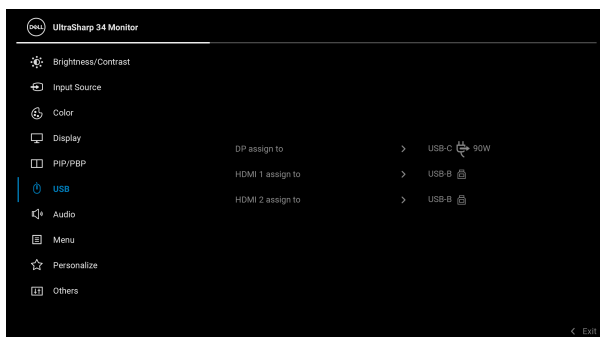 DELL UltraSharp 34 Monitor
Brightness/Contrast
Input Source
Color
Display
DP assign to > USB-C 90W
PIP/PBP
HDMI 1 assign to > USB-B
USB
HDMI 2 assign to > USB-B
Audio
Menu
Personalize
Others
< Exit